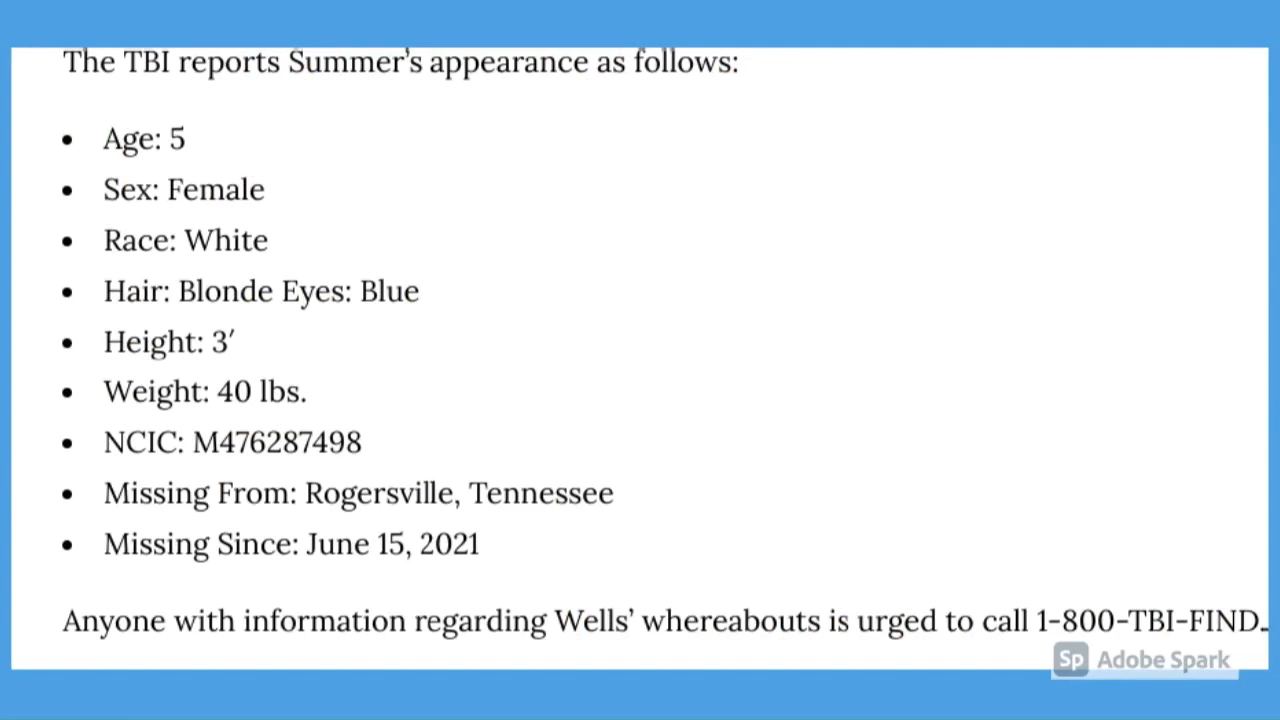 The TBI reports Summer’s appearance as follows:
• Age: 5
• Sex: Female
• Race: White
• Hair: Blonde Eyes: Blue
• Height: 3′
• Weight: 40 lbs.
• NCIC: M476287498
• Missing From: Rogersville, Tennessee
• Missing Since: June 15, 2021
Anyone with information regarding Wells’ whereabouts is urged to call 1-800-TBI-FIND.
Sp Adobe Spark